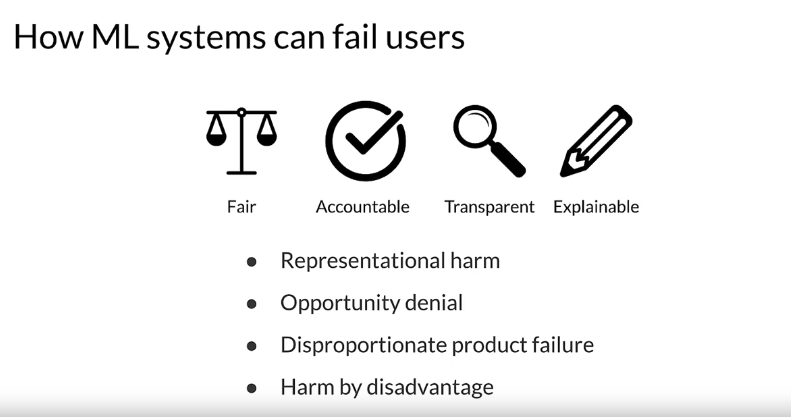 How ML systems can fail users
Fair
Accountable
Transparent
Explainable
Representational harm
Opportunity denial
Disproportionate product failure
Harm by disadvantage